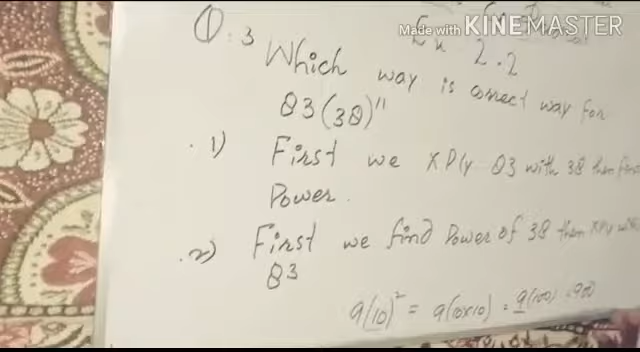 Made with KINEMASTER
Q.3 Ex 2.2
Which way is correct way for
83(38)"
1) First we xPly 83 with 38 then find
Power.
2) First we find Power of 38 then xPly with
83
9(10)² = 9(10x10) = 9(100) = 900